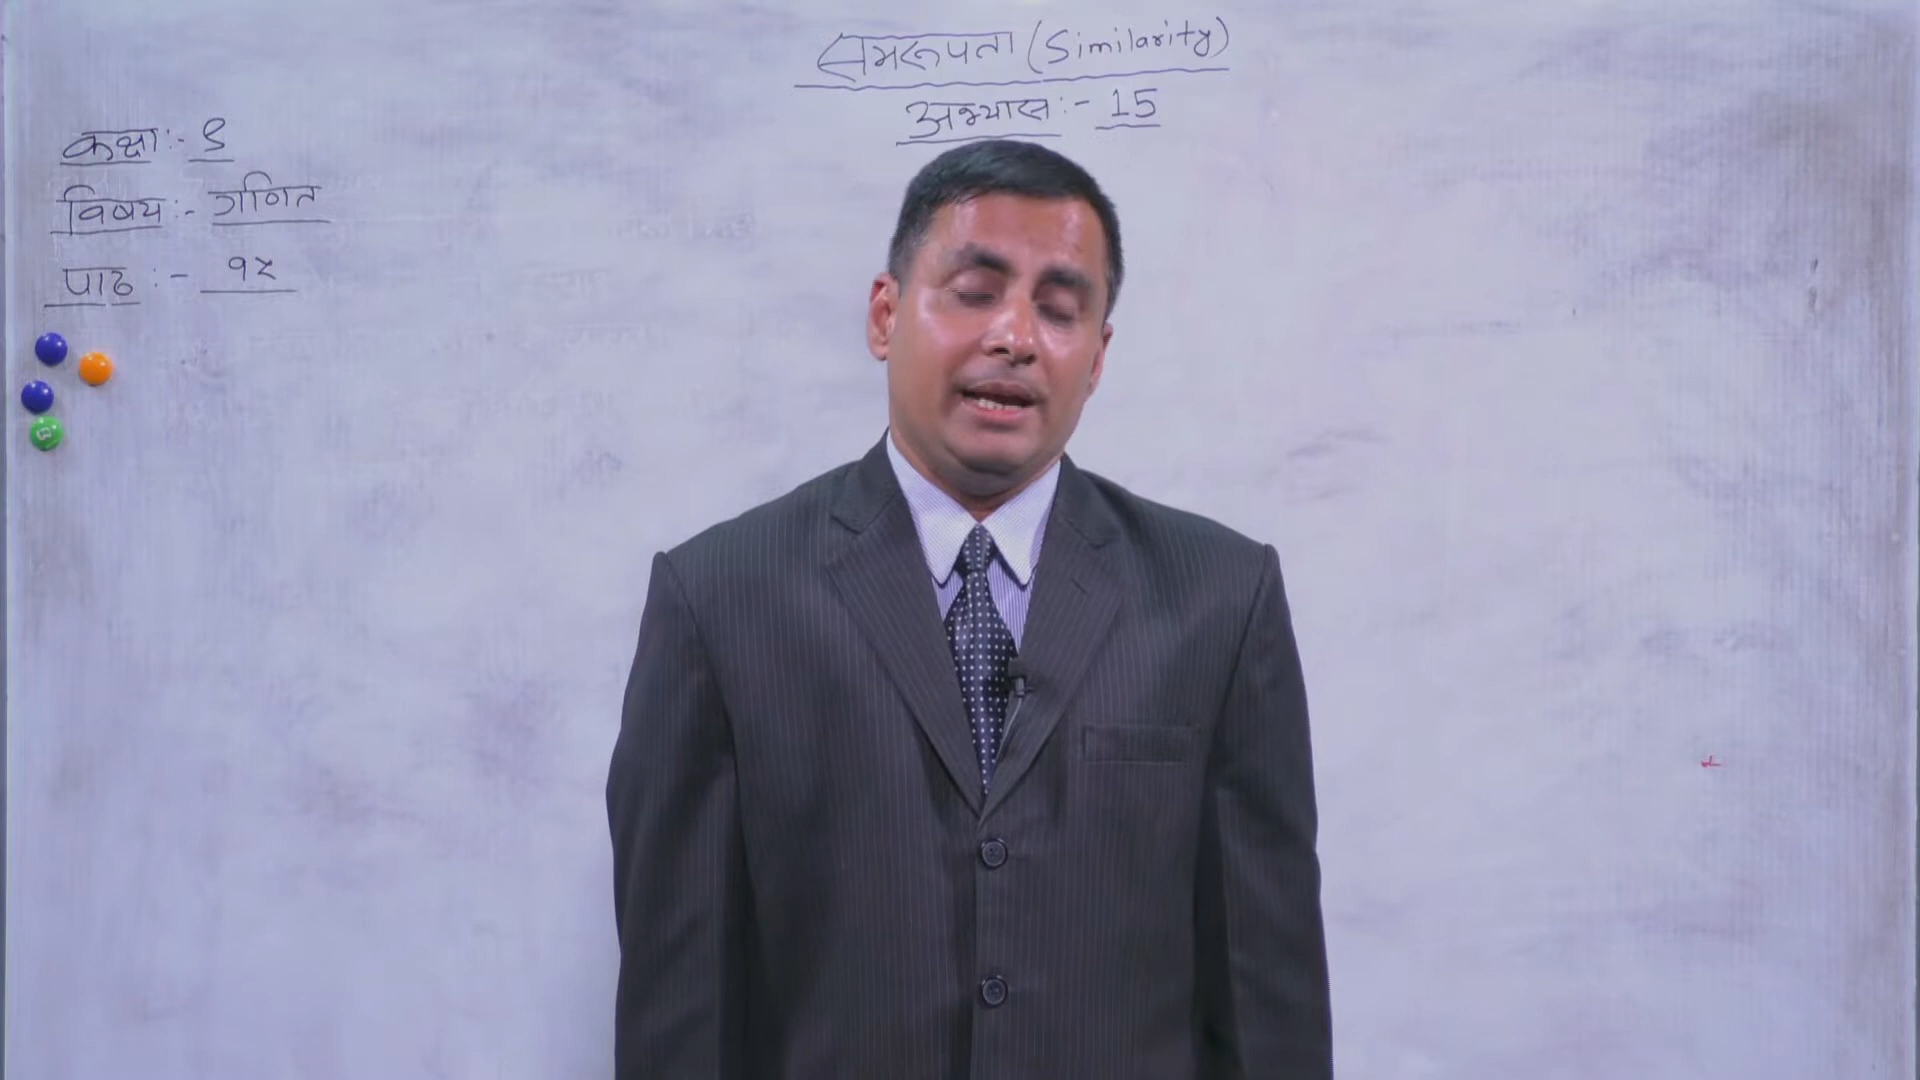 समरूपता (Similarity)
अभ्यास:- 15
कक्षा:- ९
विषय:- गणित
पाठ:- १५